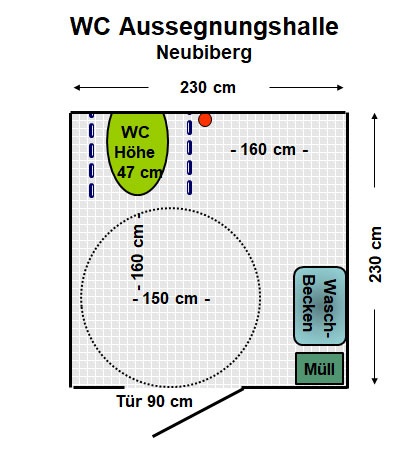 WC Aussegnungshalle
Neubiberg
230 cm
WC
Höhe
47 cm
- 160 cm -
- 160 cm -
- 150 cm -
230 cm
Wasch-
Becken
Müll
Tür 90 cm